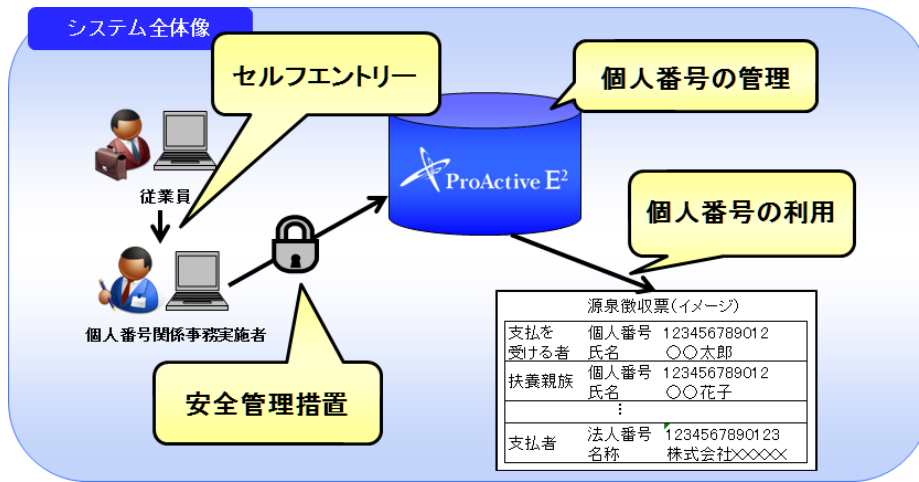 システム全体像
セルフエントリー
個人番号の管理
従業員
ProActive E²
個人番号の利用
個人番号関係事務実施者
安全管理措置
源泉徴収票(イメージ)
支払を 個人番号 123456789012
受ける者 氏名 〇〇太郎
扶養親族 個人番号 123456789012
氏名 〇〇花子
⋮
支払者 法人番号 1234567890123
名称 株式会社×××××